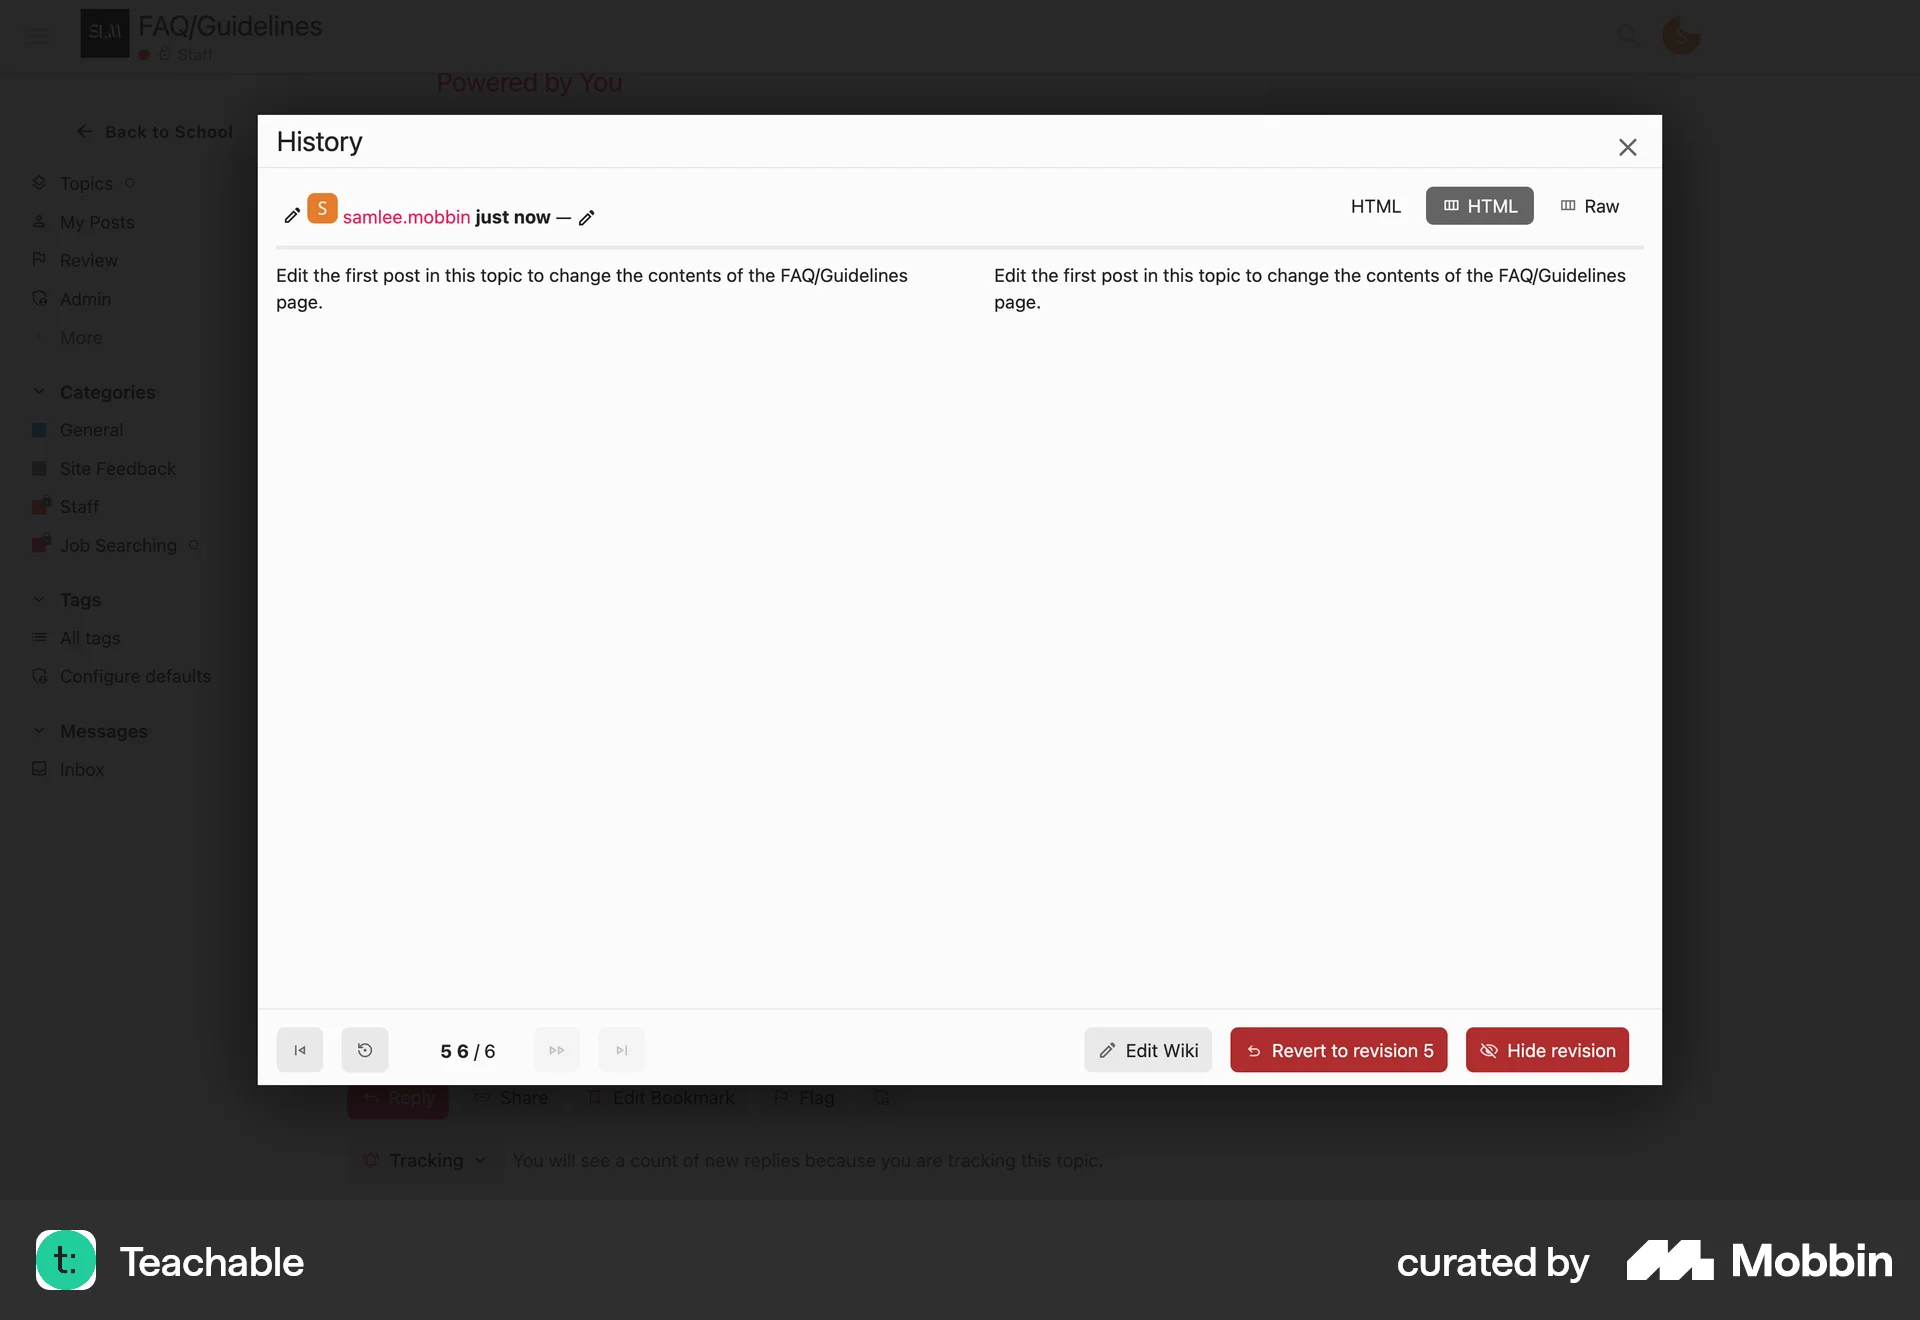 SLM
FAQ/Guidelines
Staff
S
Powered by You
Back to School
Topics
My Posts
Review
Admin
More
Categories
General
Site Feedback
Staff
Job Searching
Tags
All tags
Configure defaults
Messages
Inbox
History
S samlee.mobbin just now —
HTML
HTML
Raw
Edit the first post in this topic to change the contents of the FAQ/Guidelines
page.
Edit the first post in this topic to change the contents of the FAQ/Guidelines
page.
5 6 / 6
Edit Wiki
Revert to revision 5
Hide revision
Reply
Share
Edit Bookmark
Flag
Tracking
You will see a count of new replies because you are tracking this topic.
t:
Teachable
curated by
Mobbin